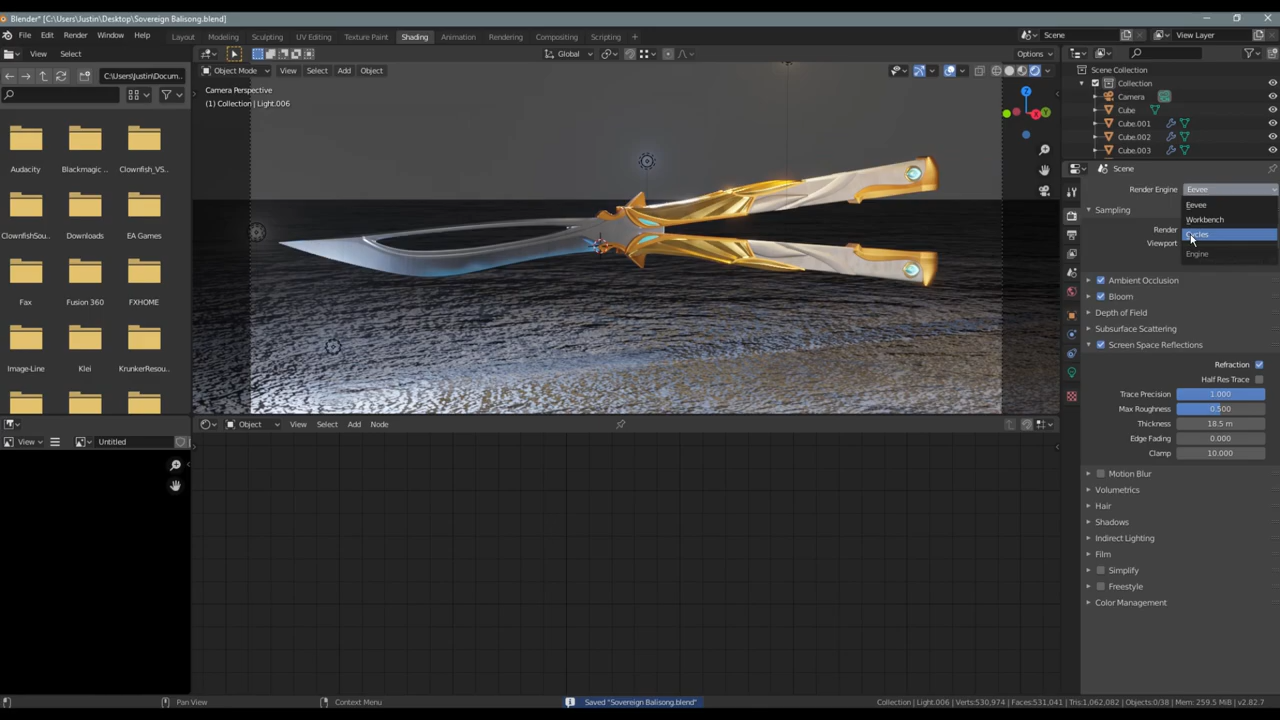 Blender* [C:\Users\Justin\Desktop\Sovereign Balisong.blend]
File Edit Render Window Help
Layout Modeling Sculpting UV Editing Texture Paint Shading Animation Rendering Compositing Scripting +
Scene
View Layer
View Select
Global
Options
C:\Users\Justin\Docum..
Object Mode View Select Add Object
Camera Perspective
(1) Collection | Light.006
Audacity
Blackmagic ..
Clownfish_VS..
ClownfishSou..
Downloads
EA Games
Fax
Fusion 360
FXHOME
Image-Line
Klei
KrunkerResou..
Scene Collection
Collection
Camera
Cube
Cube.001
Cube.002
Cube.003
Scene
Render Engine Eevee
Eevee
Workbench
Cycles
Engine
Sampling
Render
Viewport
Ambient Occlusion
Bloom
Depth of Field
Subsurface Scattering
Screen Space Reflections
Refraction
Half Res Trace
Trace Precision 1.000
Max Roughness 0.500
Thickness 18.5 m
Edge Fading 0.000
Clamp 10.000
Motion Blur
Volumetrics
Hair
Shadows
Indirect Lighting
Film
Simplify
Freestyle
Color Management
View
Untitled
Object View Select Add Node
Pan View
Context Menu
Saved "Sovereign Balisong.blend"
Collection | Light.006 | Verts:530,974 | Faces:531,041 | Tris:1,062,082 | Objects:0/38 | Mem: 259.5 MiB | v2.82.7